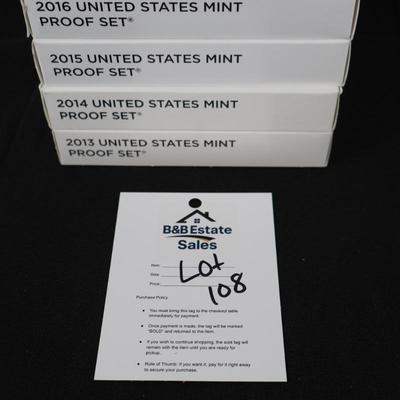 2016 UNITED STATES MINT
PROOF SET®
2015 UNITED STATES MINT
PROOF SET®
2014 UNITED STATES MINT
PROOF SET®
2013 UNITED STATES MINT
PROOF SET®
B&B Estate
Sales
Item:
Size:
Price:
Lot
108
Purchase Policy
• You must bring this tag to the checkout table
immediately for payment.
• Once payment is made, the tag will be marked
"SOLD" and returned to the item.
• If you wish to continue shopping, the sold tag will
remain with the item until you are ready for
pickup.
• Rule of Thumb: If you want it, pay for it right away
to secure your purchase.